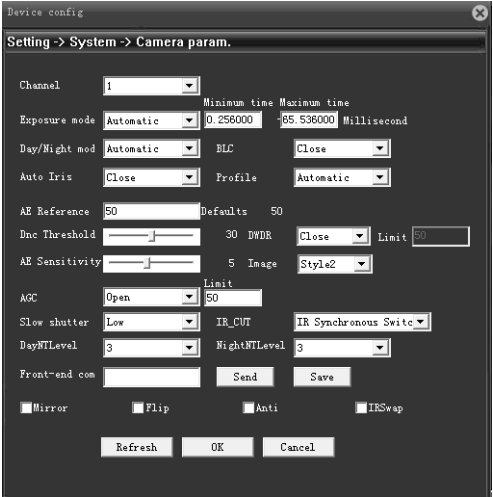 Device config
Setting -> System -> Camera param.
Channel 1
Minimum time Maximum time
Exposure mode Automatic 0.256000 -65.536000 Millisecond
Day/Night mod Automatic BLC Close
Auto Iris Close Profile Automatic
AE Reference 50 Defaults 50
Dnc Threshold 30 DWDR Close Limit 50
AE Sensitivity 5 Image Style2
Limit
AGC Open 50
Slow shutter Low IR_CUT IR Synchronous Switc
DayNTLevel 3 NightNTLevel 3
Front-end com Send Save
Mirror Flip Anti IRSwap
Refresh OK Cancel